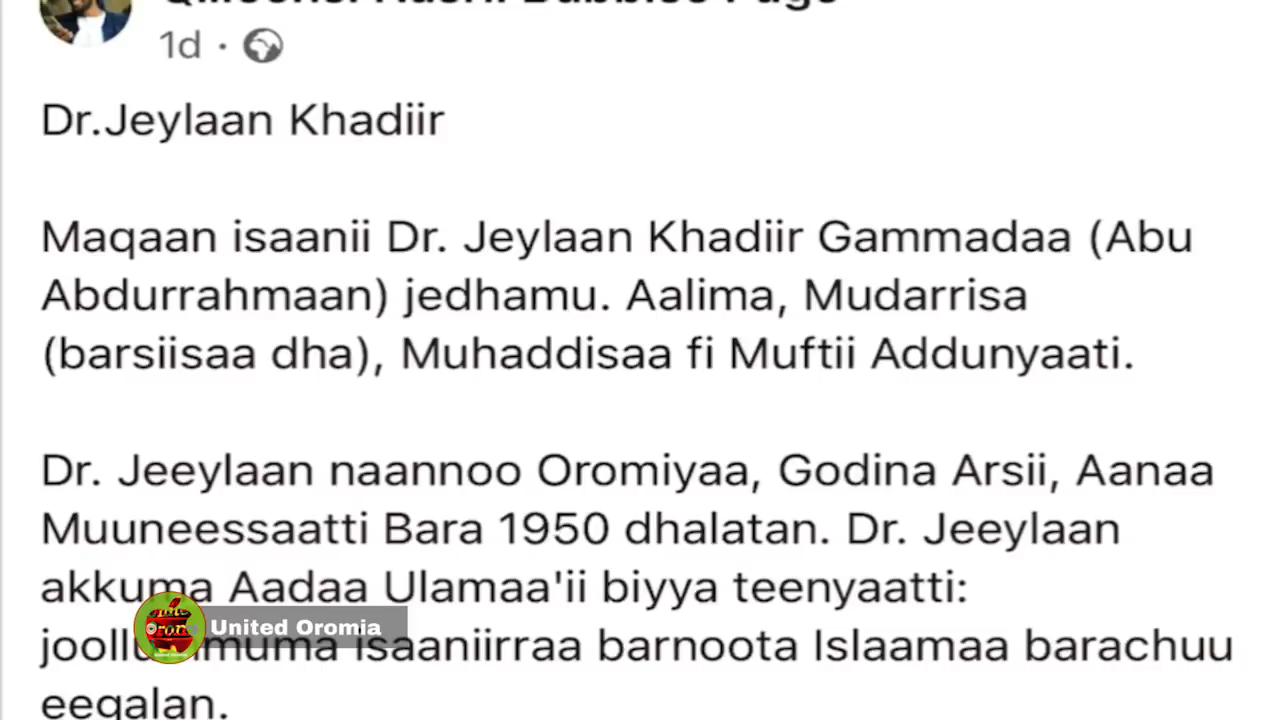 1d ·
Dr.Jeylaan Khadiir
Maqaan isaanii Dr. Jeylaan Khadiir Gammadaa (Abu
Abdurrahmaan) jedhamu. Aalima, Mudarrisa
(barsiisaa dha), Muhaddisaa fi Muftii Addunyaati.
Dr. Jeeylaan naannoo Oromiyaa, Godina Arsii, Aanaa
Muuneessaatti Bara 1950 dhalatan. Dr. Jeeylaan
akkuma Aadaa Ulamaa'ii biyya teenyaatti:
isaaniirraa barnoota Islaamaa barachuu
eeqalan.
United Oromia